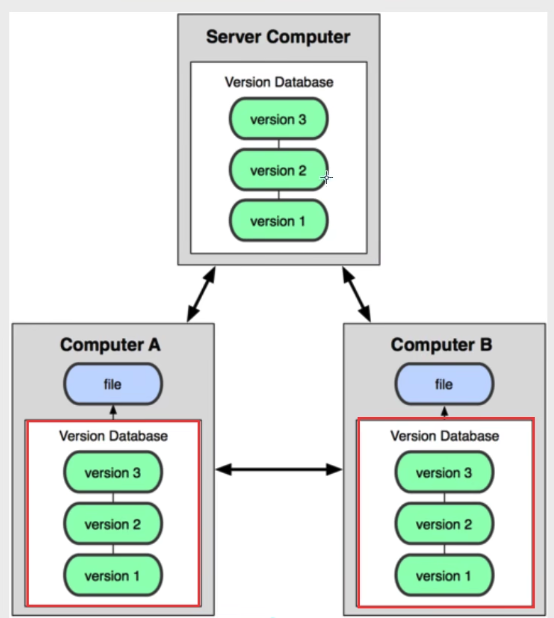 Server Computer
Version Database
version 3
version 2
version 1
Computer A
file
Version Database
version 3
version 2
version 1
Computer B
file
Version Database
version 3
version 2
version 1